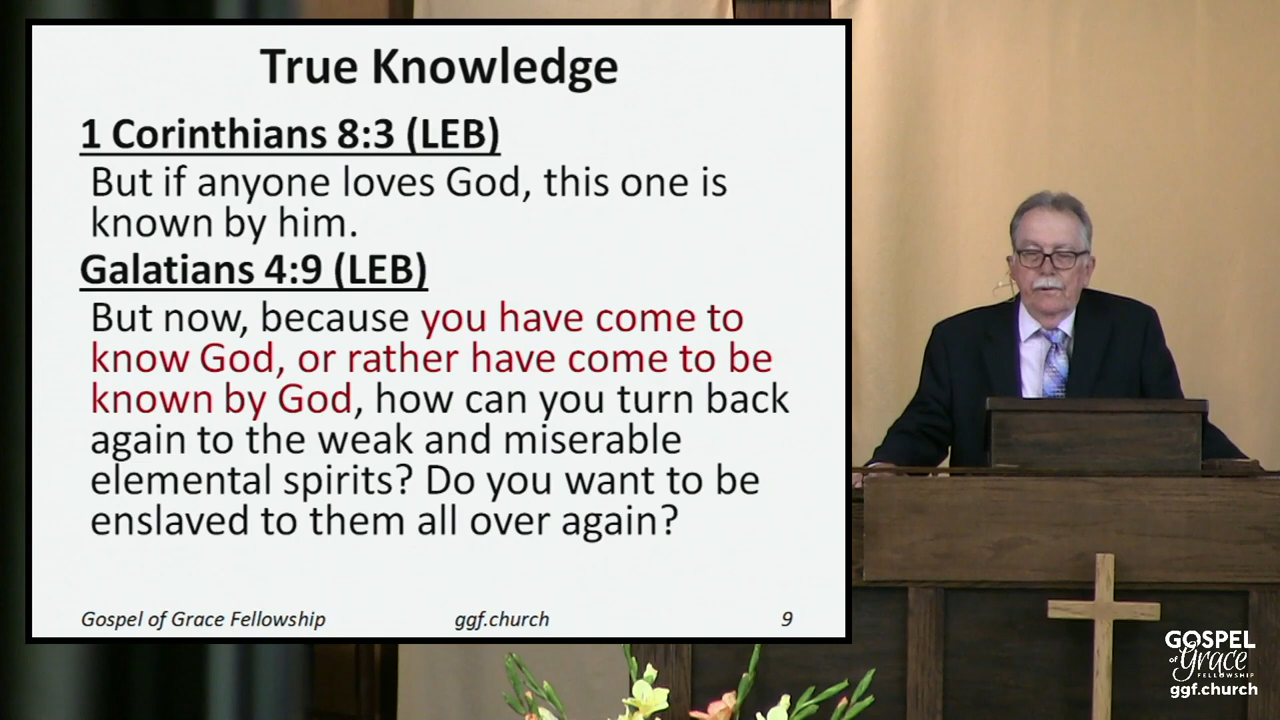 True Knowledge
1 Corinthians 8:3 (LEB)
But if anyone loves God, this one is
known by him.
Galatians 4:9 (LEB)
But now, because you have come to
know God, or rather have come to be
known by God, how can you turn back
again to the weak and miserable
elemental spirits? Do you want to be
enslaved to them all over again?
Gospel of Grace Fellowship ggf.church 9
GOSPEL
of Grace
FELLOWSHIP
ggf.church